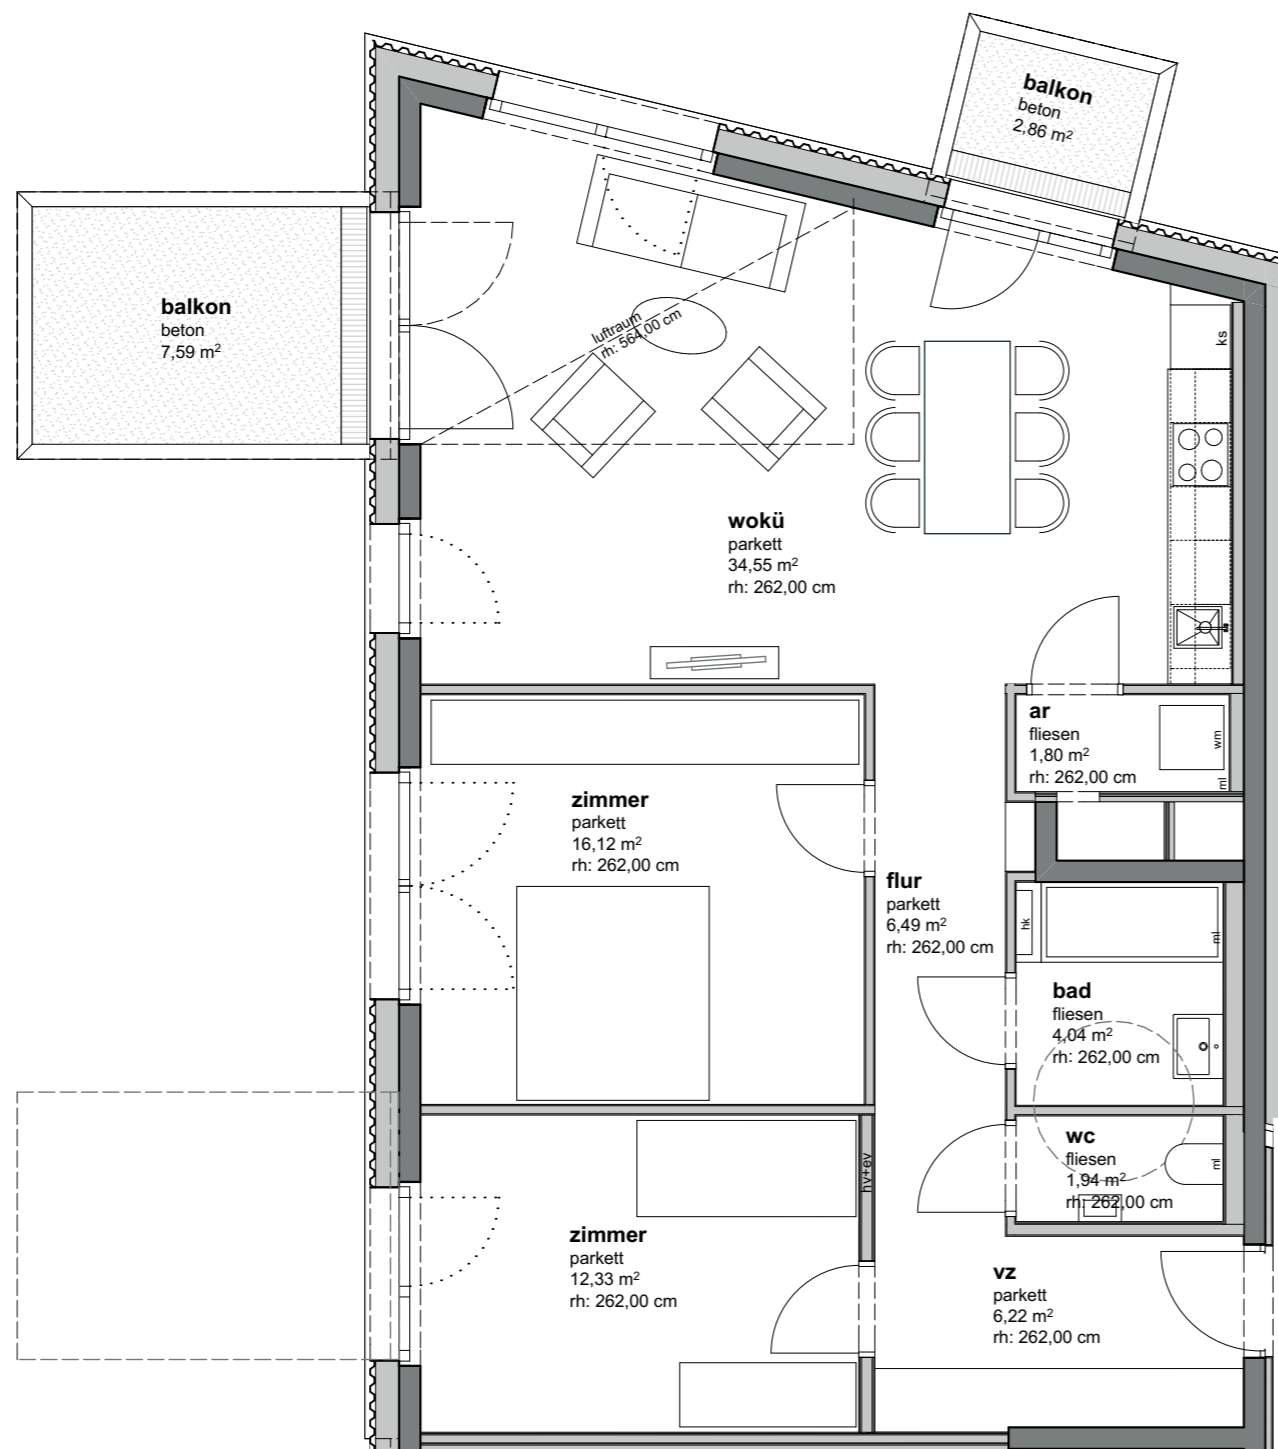 balkon
beton
2,86 m²
balkon
beton
7,59 m²
luftraum
rh: 564,00 cm
ks
wokü
parkett
34,55 m²
rh: 262,00 cm
ar
fliesen
1,80 m²
rh: 262,00 cm
wm
ml
zimmer
parkett
16,12 m²
rh: 262,00 cm
flur
parkett
6,49 m²
rh: 262,00 cm
hk
ml
bad
fliesen
4,04 m²
rh: 262,00 cm
wc
fliesen
1,94 m²
rh: 262,00 cm
ml
hv+ev
zimmer
parkett
12,33 m²
rh: 262,00 cm
vz
parkett
6,22 m²
rh: 262,00 cm